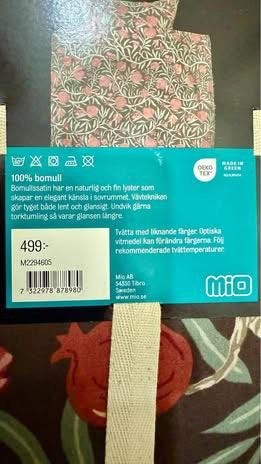 OEKO
TEX®
MADE IN
GREEN
100% bomull
Bomullssatin har en naturlig och fin lyster som
skapar en elegant känsla i sovrummet. Vävtekniken
gör tyget både lent och glansigt. Undvik gärna
torktumling så varar glansen längre.
499:-
M2294605
7 322978 878980
Tvätta med liknande färger. Optiska
vitmedel kan förändra färgerna. Följ
rekommenderade tvättemperaturer.
Mio AB
Sweden
www.mio.se
MIO